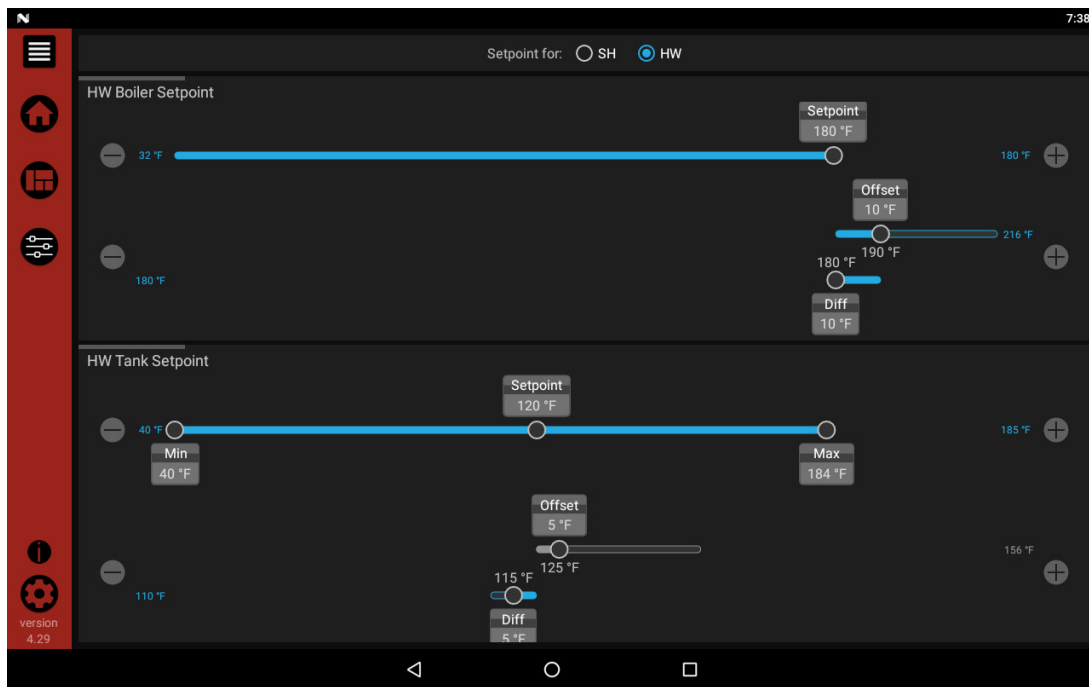 7:38
Setpoint for: SH HW
HW Boiler Setpoint
Setpoint
180 °F
32 °F
180 °F
Offset
10 °F
216 °F
190 °F
180 °F
180 °F
Diff
10 °F
HW Tank Setpoint
Setpoint
120 °F
40 °F
185 °F
Min
40 °F
Max
184 °F
Offset
5 °F
156 °F
125 °F
115 °F
110 °F
Diff
5 °F
version
4.29